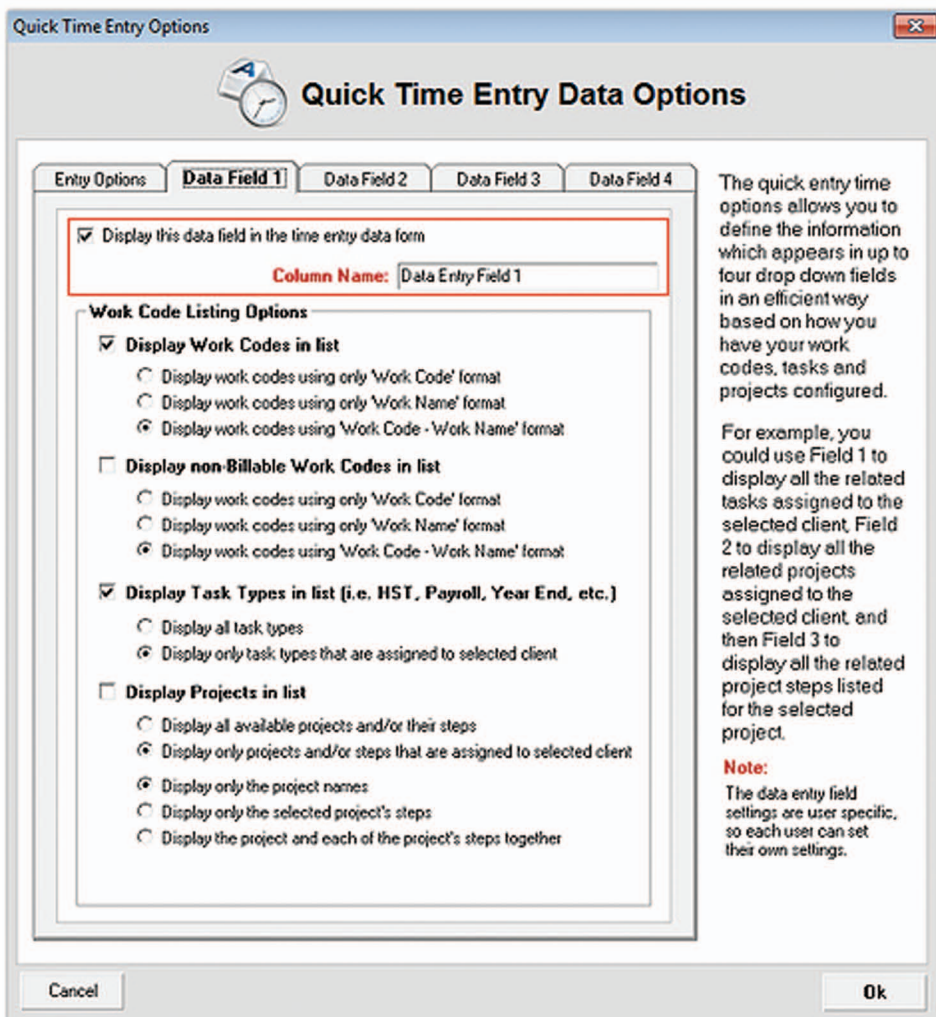 Quick Time Entry Options
Quick Time Entry Data Options
Entry Options
Data Field 1
Data Field 2
Data Field 3
Data Field 4
Display this data field in the time entry data form
Column Name: Data Entry Field 1
Work Code Listing Options
Display Work Codes in list
Display work codes using only 'Work Code' format
Display work codes using only 'Work Name' format
Display work codes using 'Work Code - Work Name' format
Display non-Billable Work Codes in list
Display work codes using only 'Work Code' format
Display work codes using only 'Work Name' format
Display work codes using 'Work Code - Work Name' format
Display Task Types in list (i.e. HST, Payroll, Year End, etc.)
Display all task types
Display only task types that are assigned to selected client
Display Projects in list
Display all available projects and/or their steps
Display only projects and/or steps that are assigned to selected client
Display only the project names
Display only the selected project's steps
Display the project and each of the project's steps together
The quick entry time
options allows you to
define the information
which appears in up to
four drop down fields
in an efficient way
based on how you
have your work
codes, tasks and
projects configured.
For example, you
could use Field 1 to
display all the related
tasks assigned to the
selected client, Field
2 to display all the
related projects
assigned to the
selected client, and
then Field 3 to
display all the related
project steps listed
for the selected
project.
Note:
The data entry field
settings are user specific,
so each user can set
their own settings.
Cancel
Ok